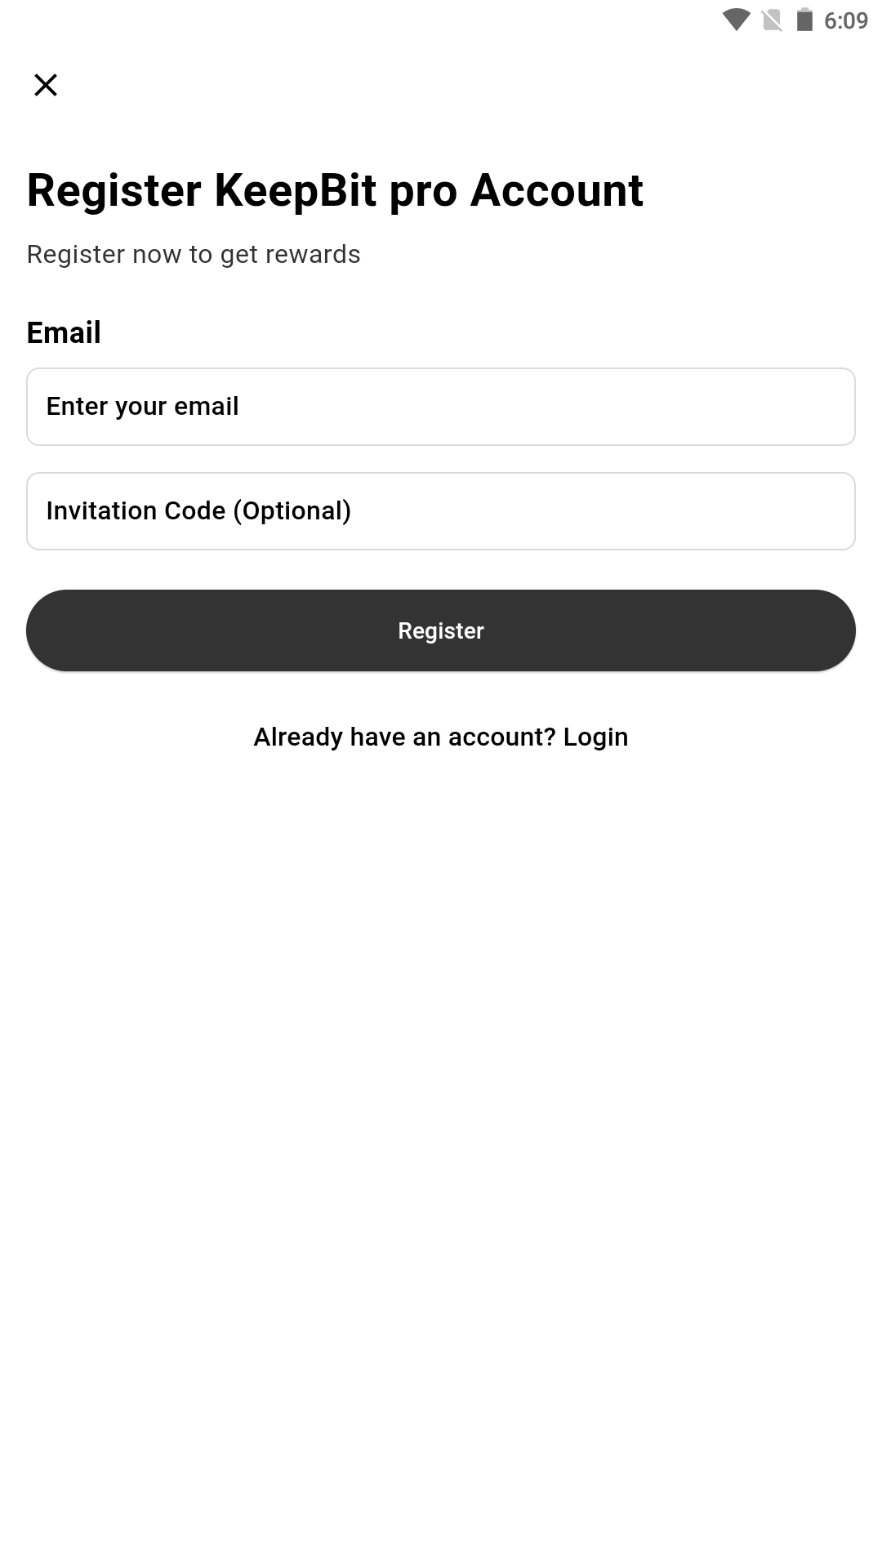 6:09
Register KeepBit pro Account
Register now to get rewards
Email
Enter your email
Invitation Code (Optional)
Register
Already have an account? Login